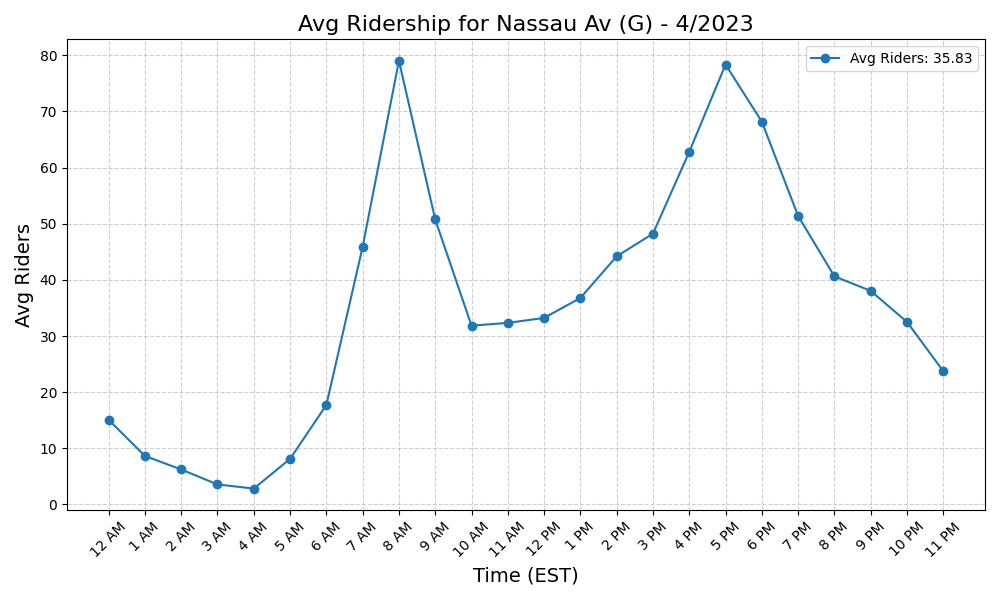 Avg Ridership for Nassau Av (G) - 4/2023
Avg Riders: 35.83
Avg Riders
80
70
60
50
40
30
20
10
0
12 AM
1 AM
2 AM
3 AM
4 AM
5 AM
6 AM
7 AM
8 AM
9 AM
10 AM
11 AM
12 PM
1 PM
2 PM
3 PM
4 PM
5 PM
6 PM
7 PM
8 PM
9 PM
10 PM
11 PM
Time (EST)